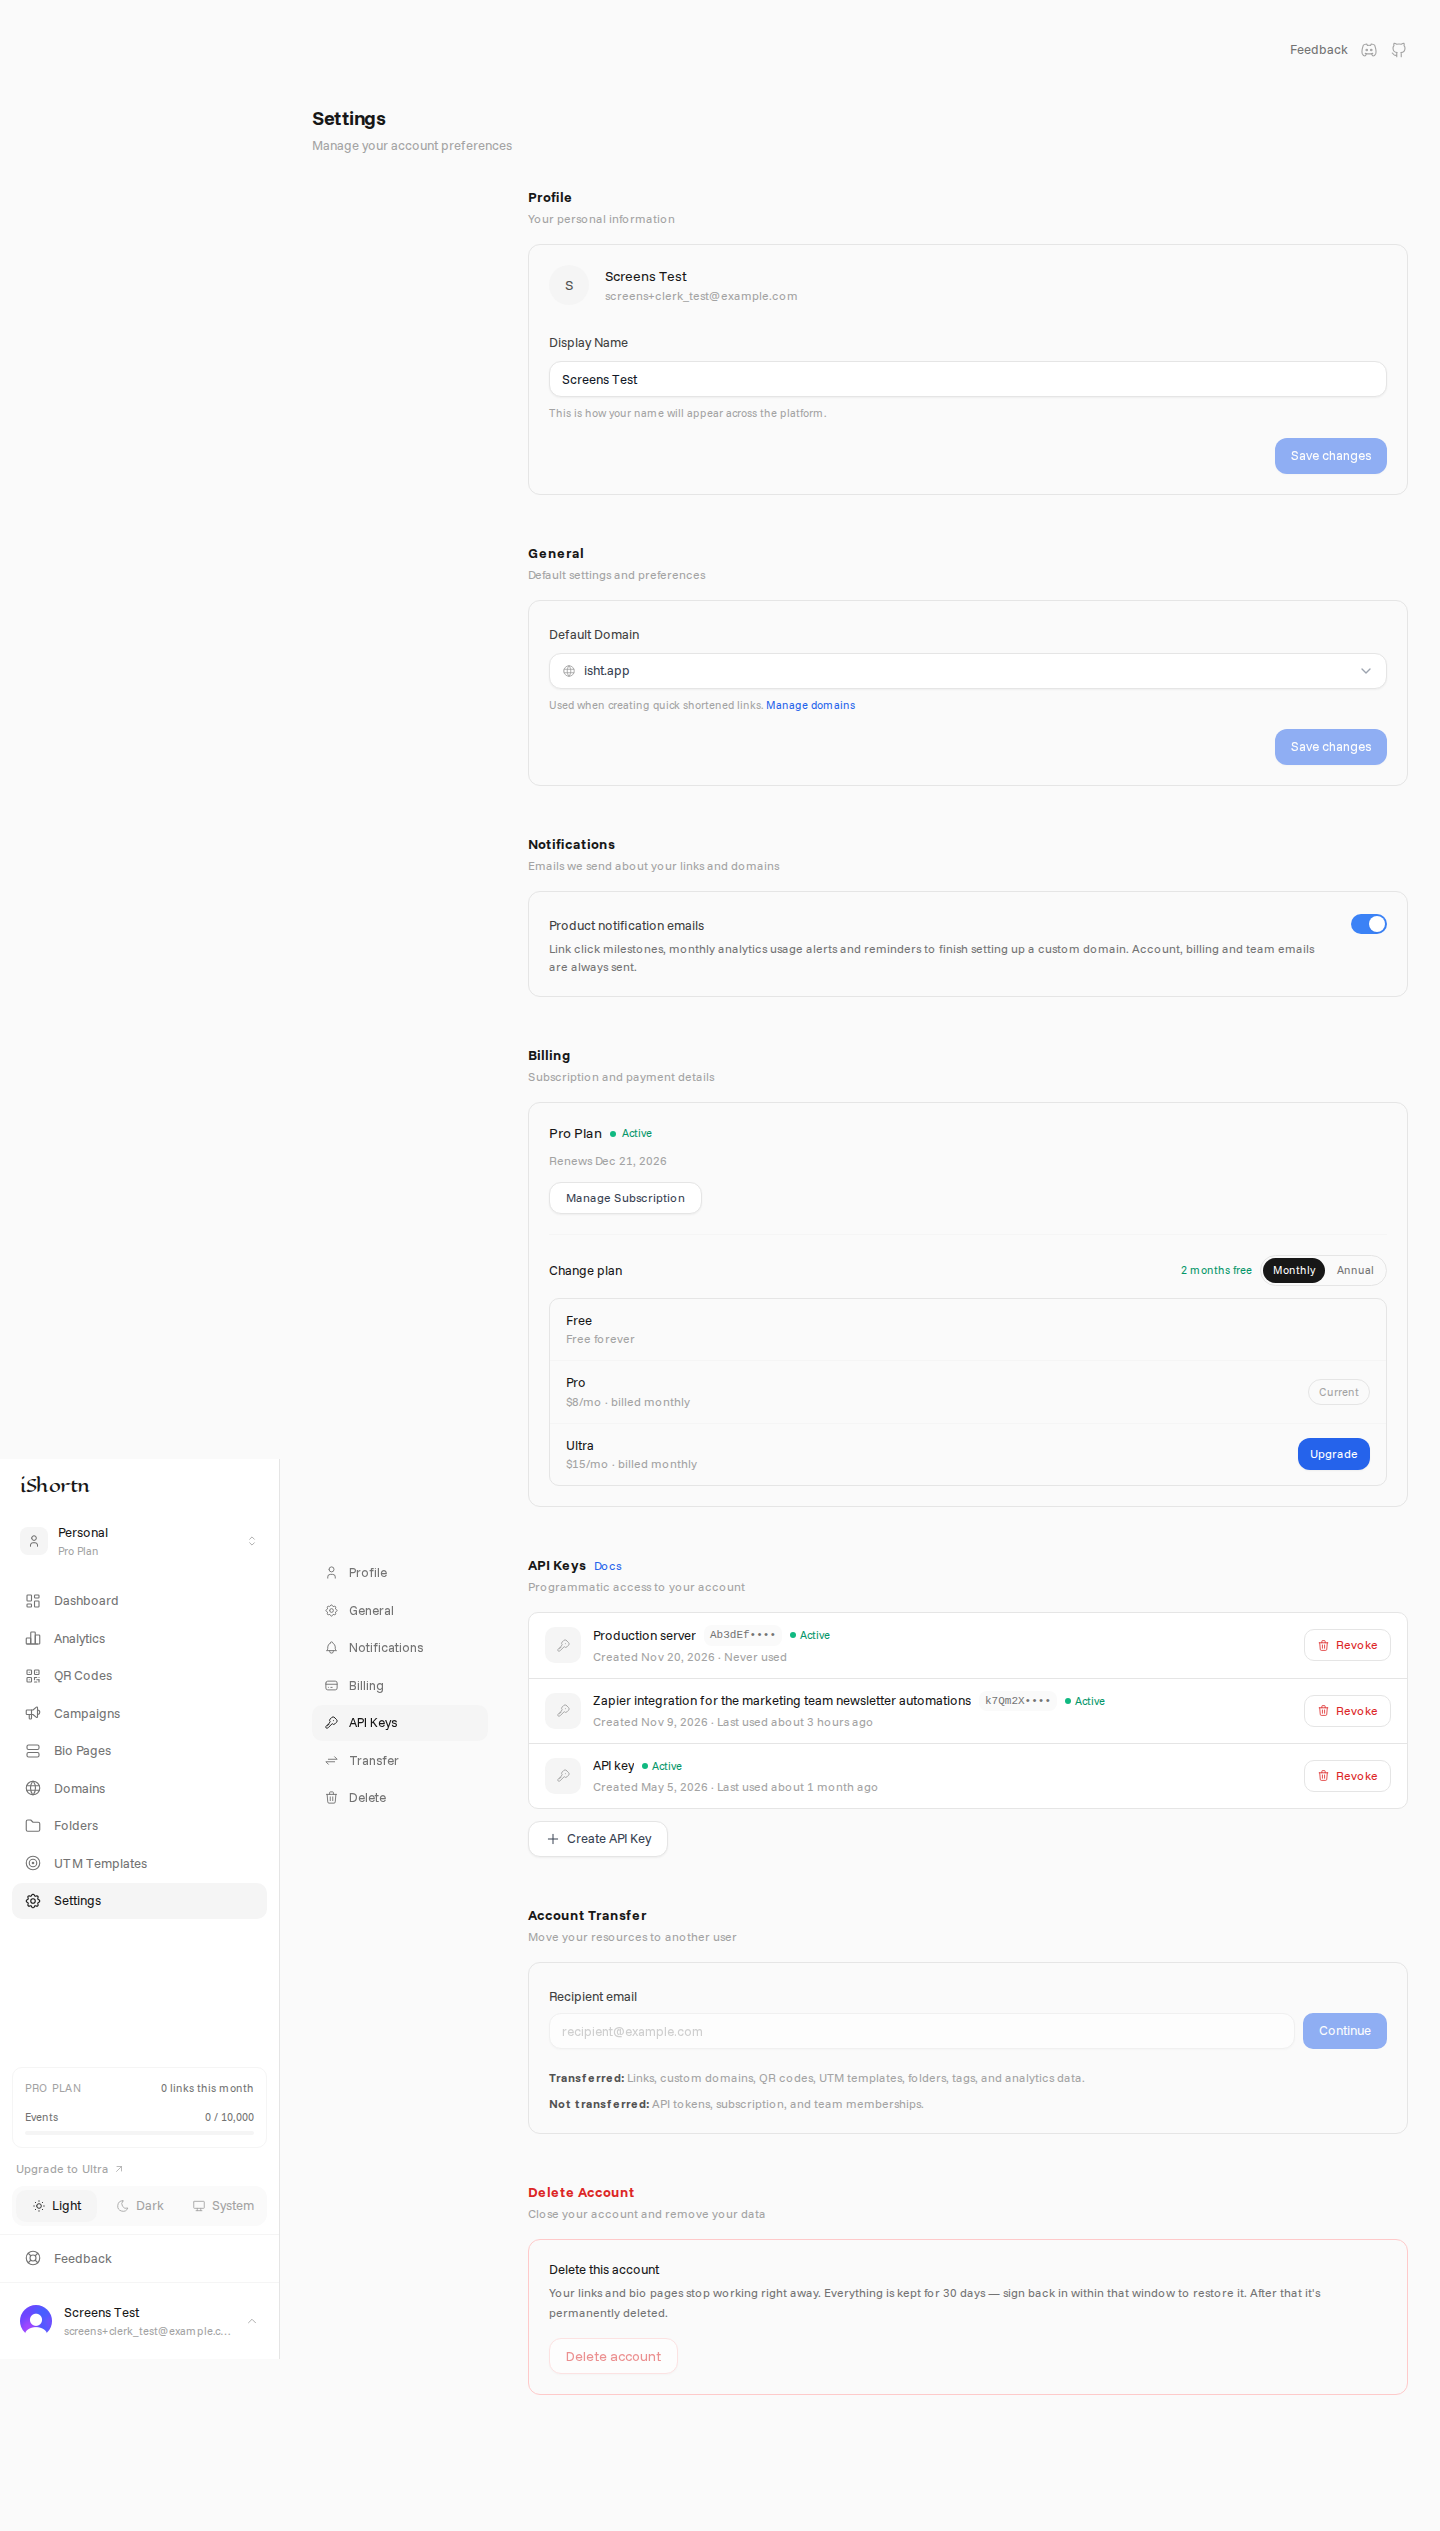 Feedback
Settings
Manage your account preferences
Profile
Your personal information
S
Screens Test
screens+clerk_test@example.com
Display Name
Screens Test
This is how your name will appear across the platform.
Save changes
General
Default settings and preferences
Default Domain
isht.app
Used when creating quick shortened links. Manage domains
Save changes
Notifications
Emails we send about your links and domains
Product notification emails
Link click milestones, monthly analytics usage alerts and reminders to finish setting up a custom domain. Account, billing and team emails
are always sent.
Billing
Subscription and payment details
Pro Plan Active
Renews Dec 21, 2026
Manage Subscription
Change plan 2 months free Monthly Annual
Free
Free forever
Pro
$8/mo · billed monthly
Current
Ultra
$15/mo · billed monthly
Upgrade
iShortn
Personal
Pro Plan
Dashboard
Analytics
QR Codes
Campaigns
Bio Pages
Domains
Folders
UTM Templates
Settings
PRO PLAN 0 links this month
Events 0 / 10,000
Upgrade to Ultra
Light Dark System
Feedback
Screens Test
screens+clerk_test@example.c...
Profile
General
Notifications
Billing
API Keys
Transfer
Delete
API Keys Docs
Programmatic access to your account
Production server Ab3dEf•••• Active
Created Nov 20, 2026 · Never used
Revoke
Zapier integration for the marketing team newsletter automations k7Qm2X•••• Active
Created Nov 9, 2026 · Last used about 3 hours ago
Revoke
API key Active
Created May 5, 2026 · Last used about 1 month ago
Revoke
Create API Key
Account Transfer
Move your resources to another user
Recipient email
recipient@example.com
Continue
Transferred: Links, custom domains, QR codes, UTM templates, folders, tags, and analytics data.
Not transferred: API tokens, subscription, and team memberships.
Delete Account
Close your account and remove your data
Delete this account
Your links and bio pages stop working right away. Everything is kept for 30 days — sign back in within that window to restore it. After that it's
permanently deleted.
Delete account